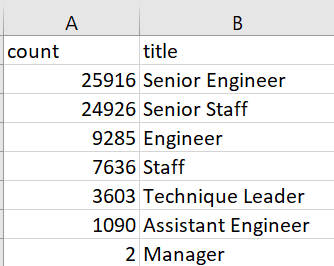 A B
count title
25916 Senior Engineer
24926 Senior Staff
9285 Engineer
7636 Staff
3603 Technique Leader
1090 Assistant Engineer
2 Manager